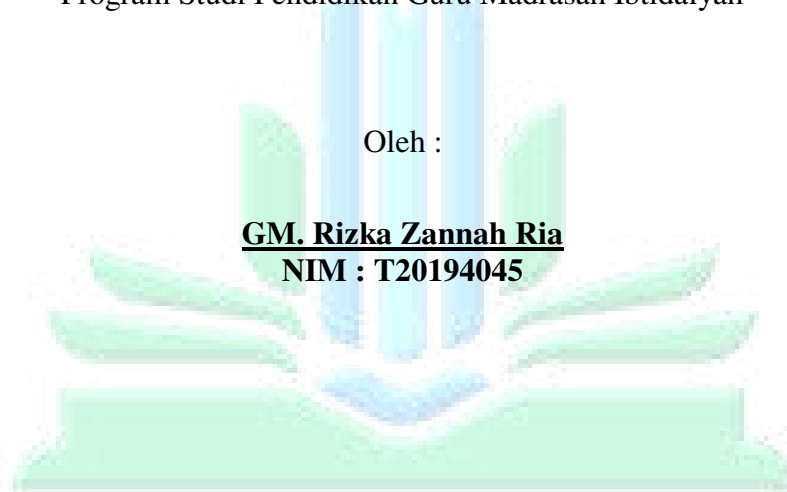 Program Studi Pendidikan Guru Madrasah Ibtidaiyah
Oleh :
GM. Rizka Zannah Ria
NIM : T20194045